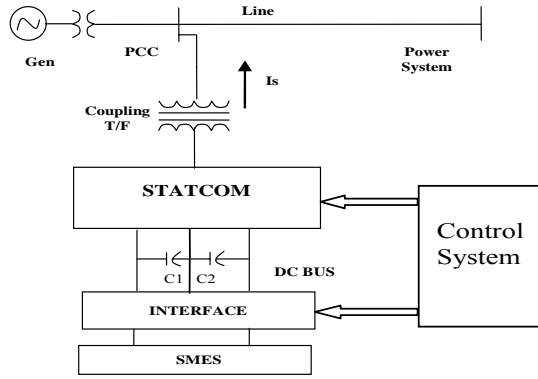 Line
Gen
PCC
Power
System
Is
Coupling
T/F
STATCOM
Control
System
C1
C2
DC BUS
INTERFACE
SMES